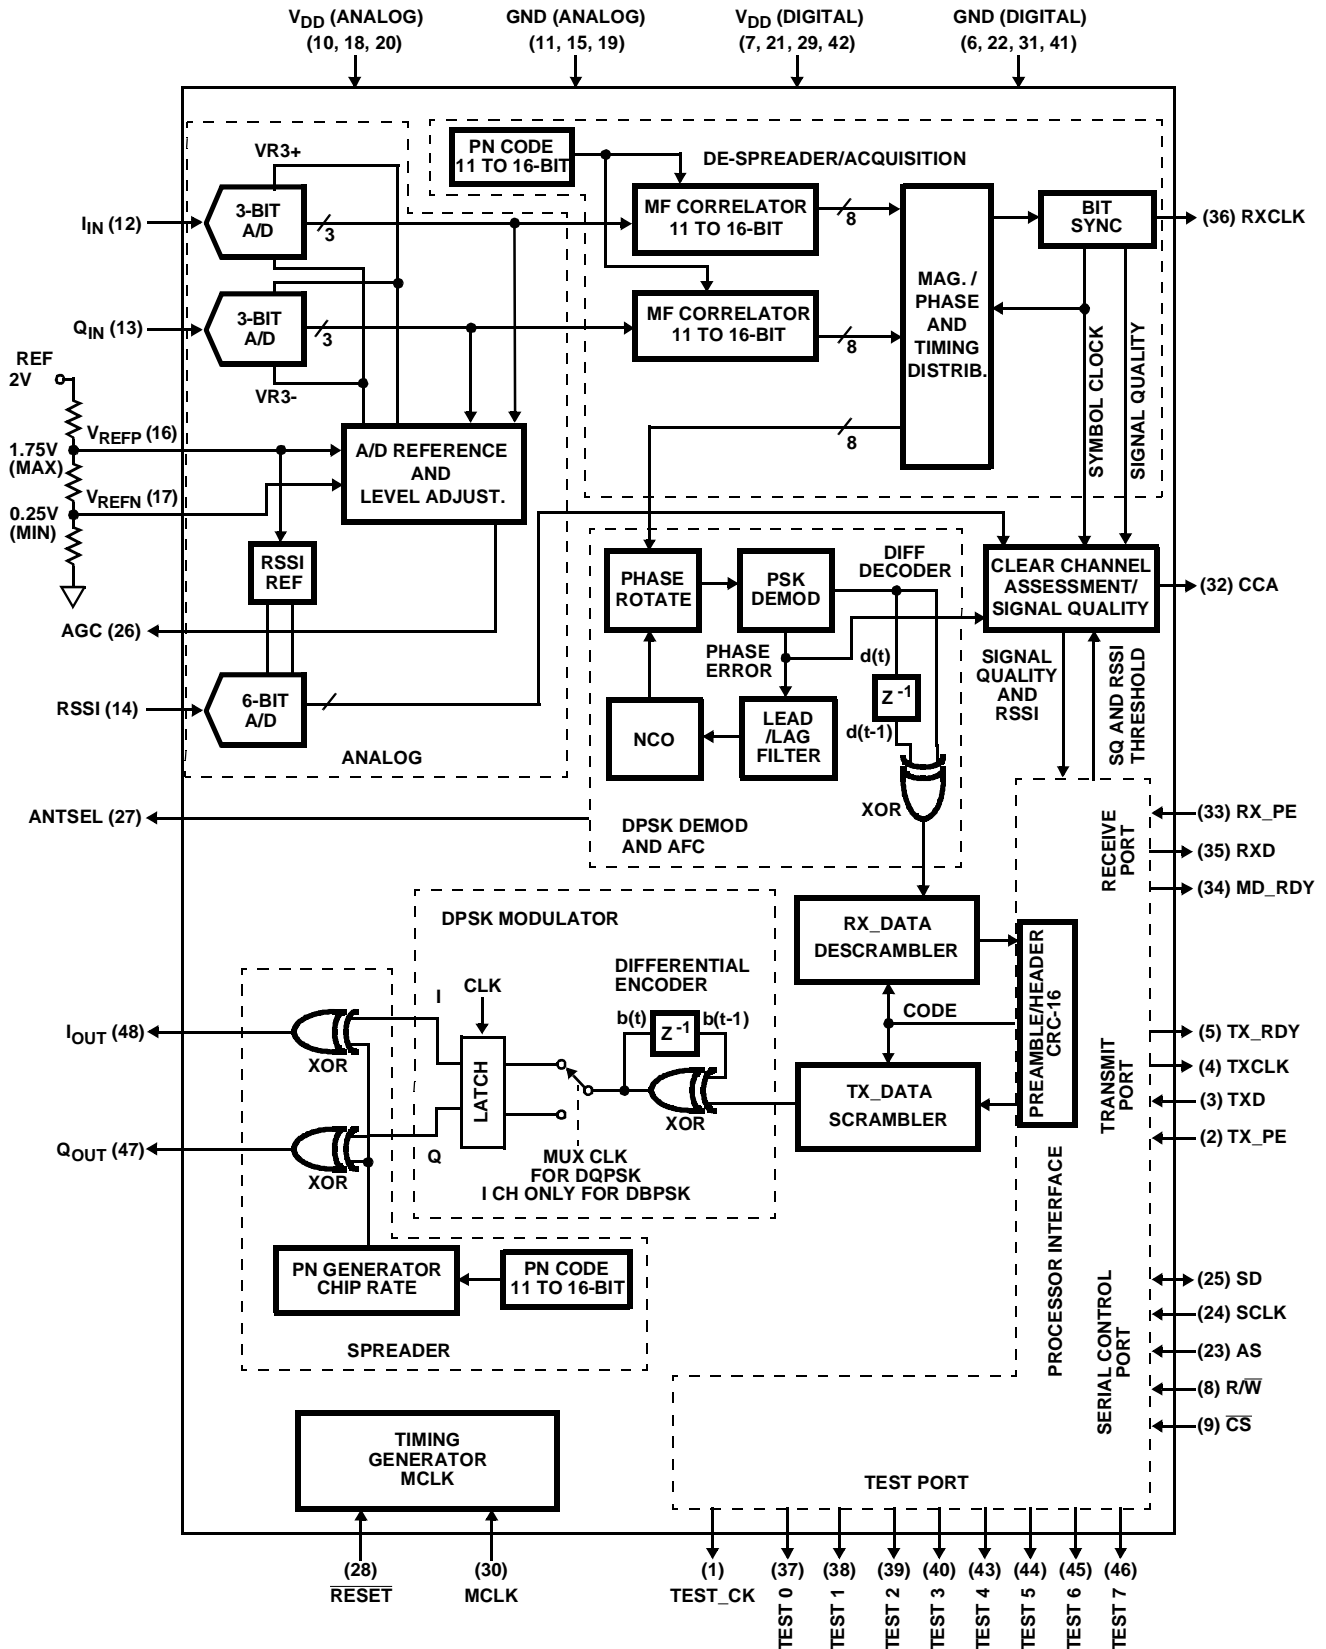 VDD (ANALOG)
(10, 18, 20)
GND (ANALOG)
(11, 15, 19)
VDD (DIGITAL)
(7, 21, 29, 42)
GND (DIGITAL)
(6, 22, 31, 41)
PN CODE
11 TO 16-BIT
DE-SPREADER/ACQUISITION
VR3+
3-BIT
A/D
3
IIN (12)
MF CORRELATOR
11 TO 16-BIT
8
BIT
SYNC
(36) RXCLK
3-BIT
A/D
3
QIN (13)
MF CORRELATOR
11 TO 16-BIT
8
MAG. /
PHASE
AND
TIMING
DISTRIB.
SYMBOL CLOCK
SIGNAL QUALITY
REF
2V
VR3-
VREFP (16)
1.75V
(MAX)
VREFN (17)
0.25V
(MIN)
A/D REFERENCE
AND
LEVEL ADJUST.
8
RSSI
REF
AGC (26)
PHASE
ROTATE
PSK
DEMOD
DIFF
DECODER
CLEAR CHANNEL
ASSESSMENT/
SIGNAL QUALITY
(32) CCA
PHASE
ERROR
d(t)
SIGNAL
QUALITY
AND
RSSI
SQ AND RSSI
THRESHOLD
RSSI (14)
6-BIT
A/D
NCO
LEAD
/LAG
FILTER
Z -1
d(t-1)
ANALOG
XOR
ANTSEL (27)
DPSK DEMOD
AND AFC
RECEIVE
PORT
(33) RX_PE
(35) RXD
(34) MD_RDY
DPSK MODULATOR
RX_DATA
DESCRAMBLER
PREAMBLE/HEADER
CRC-16
DIFFERENTIAL
ENCODER
I
CLK
b(t)
Z -1
b(t-1)
CODE
IOUT (48)
XOR
LATCH
XOR
TX_DATA
SCRAMBLER
TRANSMIT
PORT
(5) TX_RDY
(4) TXCLK
(3) TXD
(2) TX_PE
QOUT (47)
XOR
Q
MUX CLK
FOR DQPSK
I CH ONLY FOR DBPSK
PN GENERATOR
CHIP RATE
PN CODE
11 TO 16-BIT
SPREADER
PROCESSOR INTERFACE
SERIAL CONTROL
PORT
(25) SD
(24) SCLK
(23) AS
(8) R/W̅
(9) C̅S̅
TIMING
GENERATOR
MCLK
TEST PORT
(28)
R̅E̅S̅E̅T̅
(30)
MCLK
(1)
TEST_CK
(37)
TEST 0
(38)
TEST 1
(39)
TEST 2
(40)
TEST 3
(43)
TEST 4
(44)
TEST 5
(45)
TEST 6
(46)
TEST 7